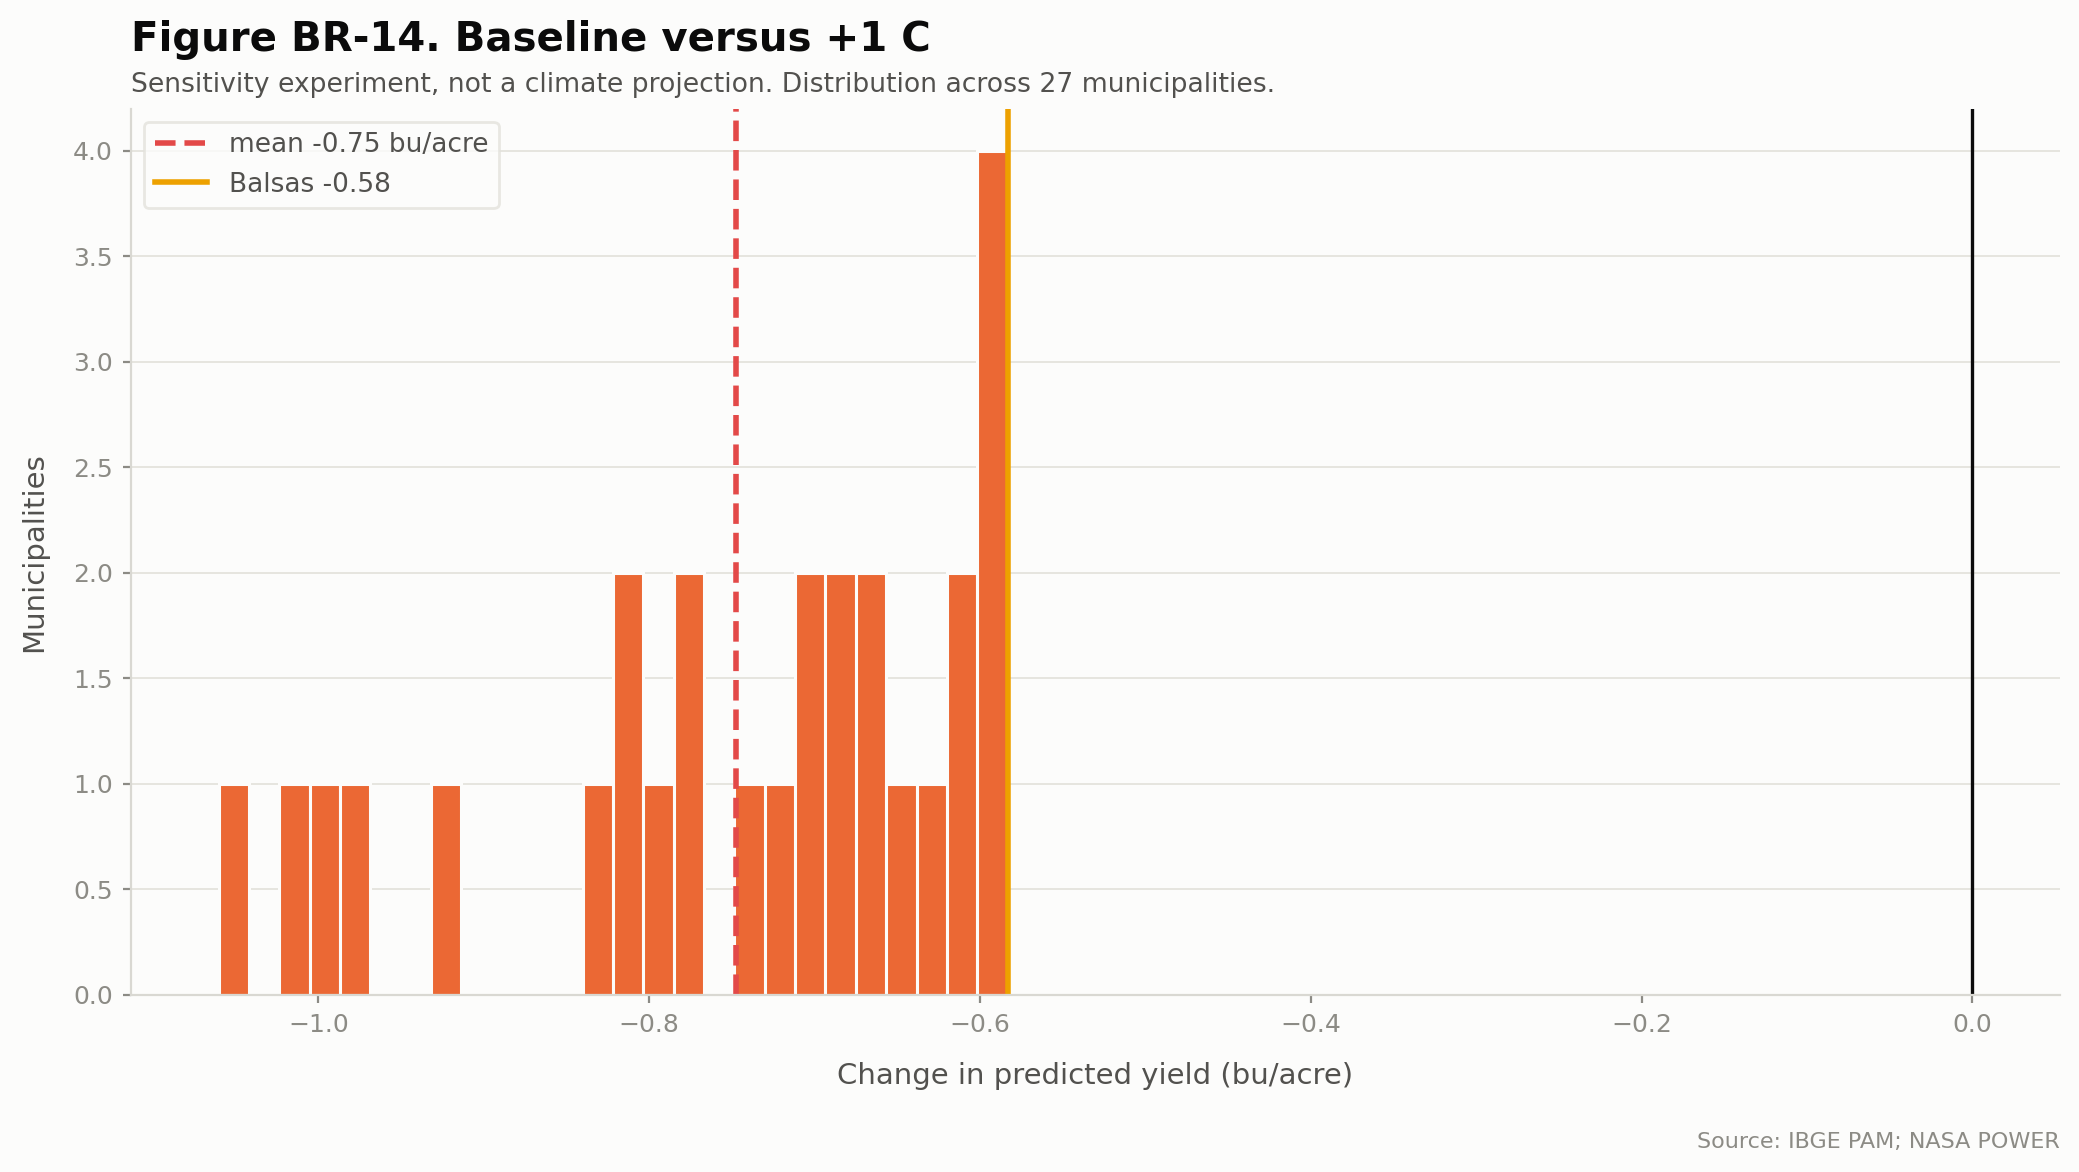 Figure BR-14. Baseline versus +1 C
Sensitivity experiment, not a climate projection. Distribution across 27 municipalities.
mean -0.75 bu/acre
Balsas -0.58
Municipalities
4.0
3.5
3.0
2.5
2.0
1.5
1.0
0.5
0.0
−1.0
−0.8
−0.6
−0.4
−0.2
0.0
Change in predicted yield (bu/acre)
Source: IBGE PAM; NASA POWER